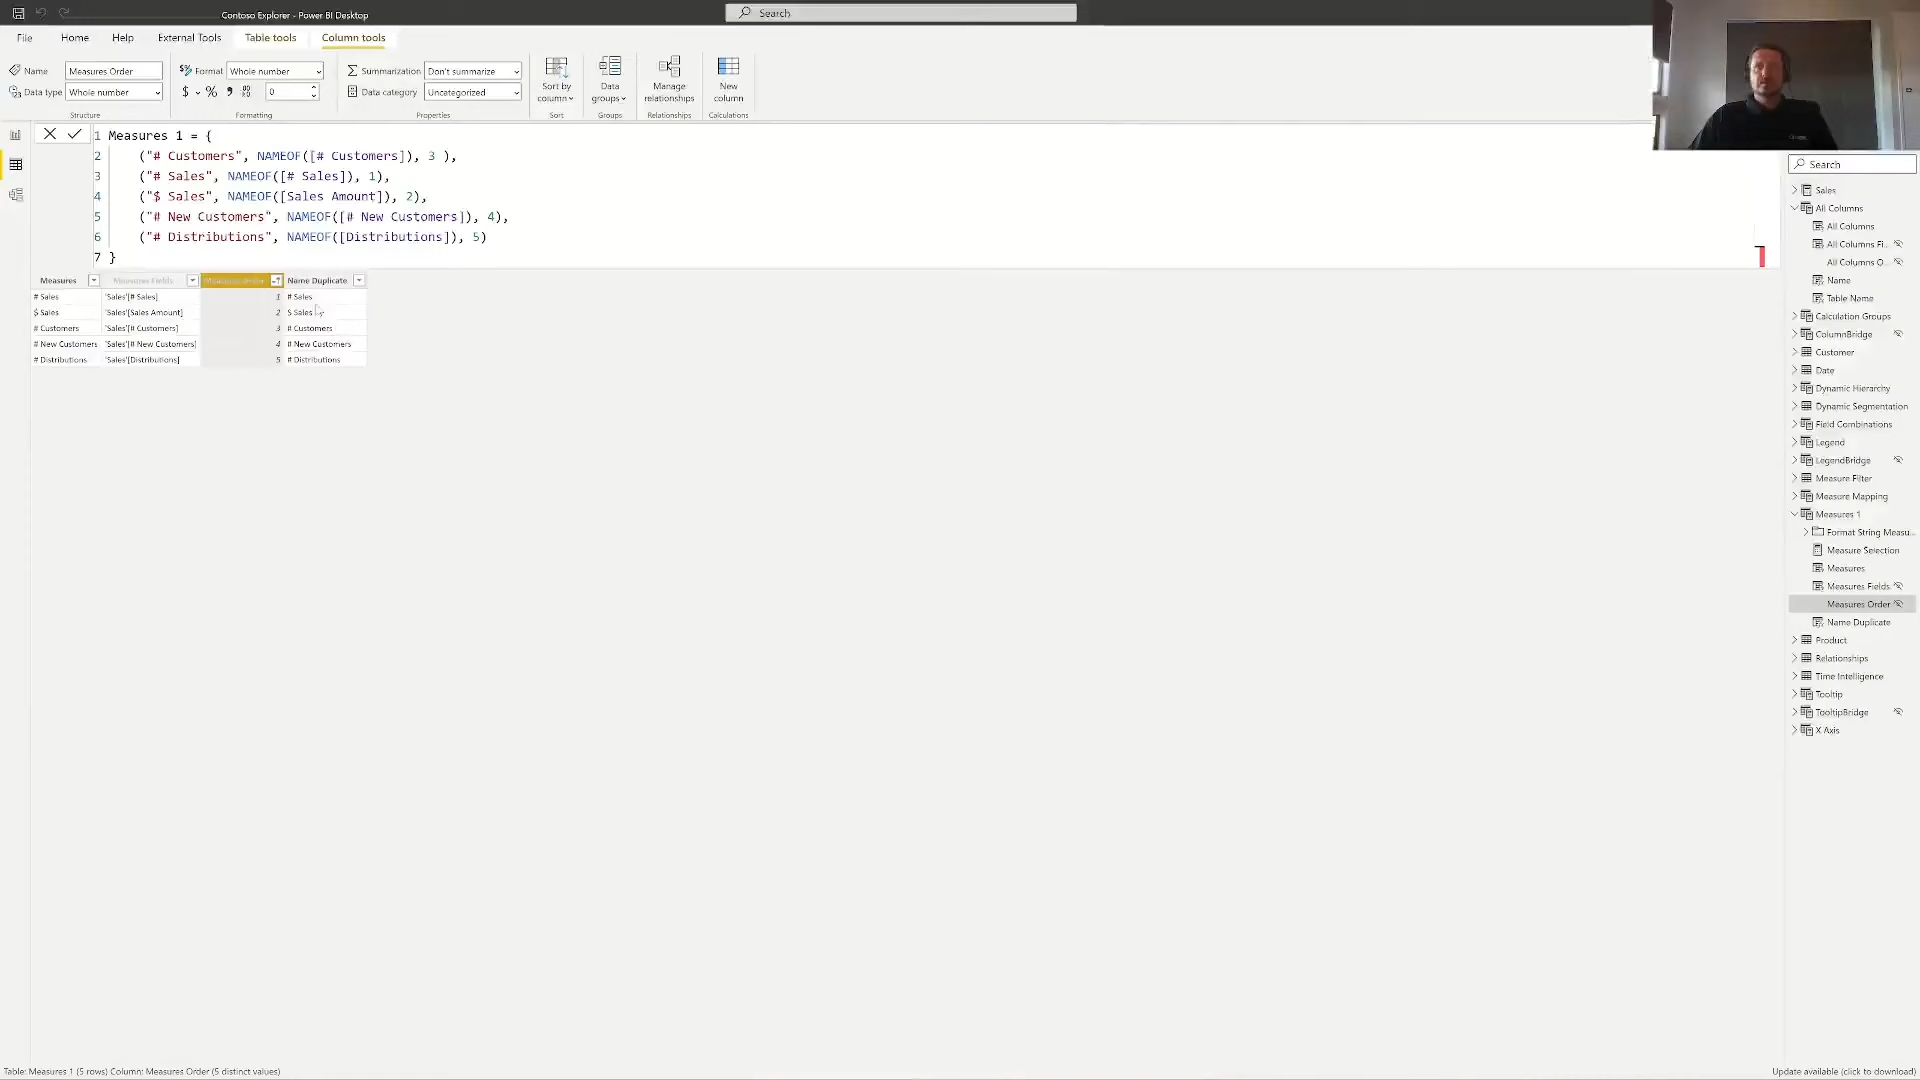 Contoso Explorer - Power BI Desktop
Search
File Home Help External Tools Table tools Column tools
Name Measures Order
Data type Whole number
Structure
Format Whole number
$ % 0
Formatting
Summarization Don't summarize
Data category Uncategorized
Properties
Sort by column
Sort
Data groups
Groups
Manage relationships
Relationships
New column
Calculations
1 Measures 1 = {
2 ("# Customers", NAMEOF([# Customers]), 3 ),
3 ("# Sales", NAMEOF([# Sales]), 1),
4 ("$ Sales", NAMEOF([Sales Amount]), 2),
5 ("# New Customers", NAMEOF([# New Customers]), 4),
6 ("# Distributions", NAMEOF([Distributions]), 5)
7 }
Measures Measures Fields Measures Order Name Duplicate
# Sales 'Sales'[# Sales] 1 # Sales
$ Sales 'Sales'[Sales Amount] 2 $ Sales
# Customers 'Sales'[# Customers] 3 # Customers
# New Customers 'Sales'[# New Customers] 4 # New Customers
# Distributions 'Sales'[Distributions] 5 # Distributions
Search
Sales
All Columns
All Columns
All Columns Fi...
All Columns O...
Name
Table Name
Calculation Groups
ColumnBridge
Customer
Date
Dynamic Hierarchy
Dynamic Segmentation
Field Combinations
Legend
LegendBridge
Measure Filter
Measure Mapping
Measures 1
Format String Measu...
Measure Selection
Measures
Measures Fields
Measures Order
Name Duplicate
Product
Relationships
Time Intelligence
Tooltip
TooltipBridge
X Axis
Table: Measures 1 (5 rows) Column: Measures Order (5 distinct values)
Update available (click to download)